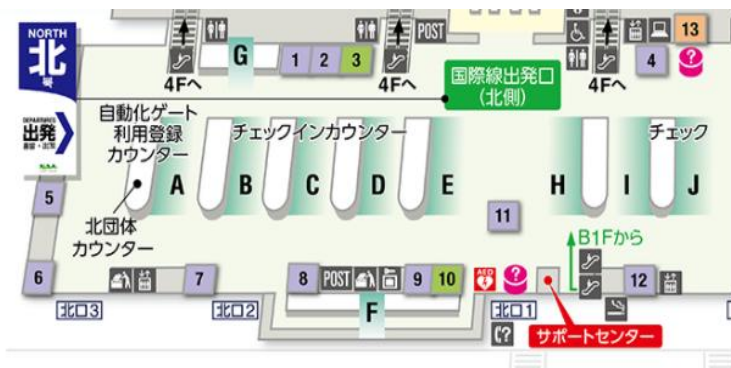 NORTH
北
DEPARTURES
出発
G
1
2
3
POST
13
4
4Fへ
4Fへ
4Fへ
国際線出発口
(北側)
自動化ゲート
利用登録
カウンター
チェックインカウンター
チェック
A
B
C
D
E
H
I
J
5
北団体
カウンター
11
B1Fから
6
7
8
POST
9
10
AED
12
北口3
北口2
F
北口1
サポートセンター